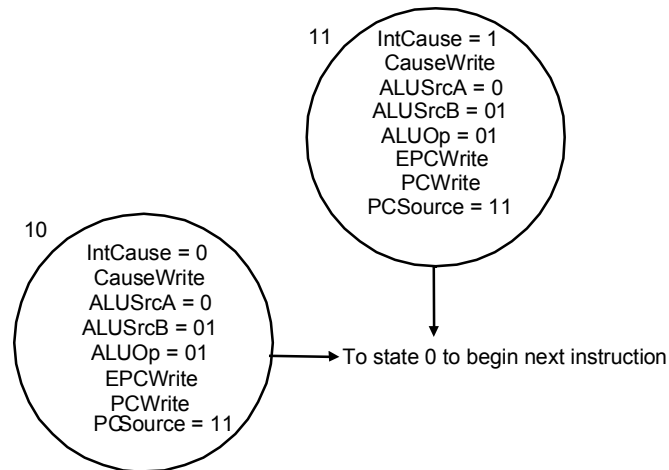 11
IntCause = 1
CauseWrite
ALUSrcA = 0
ALUSrcB = 01
ALUOp = 01
EPCWrite
PCWrite
PCSource = 11
10
IntCause = 0
CauseWrite
ALUSrcA = 0
ALUSrcB = 01
ALUOp = 01
EPCWrite
PCWrite
PCSource = 11
To state 0 to begin next instruction